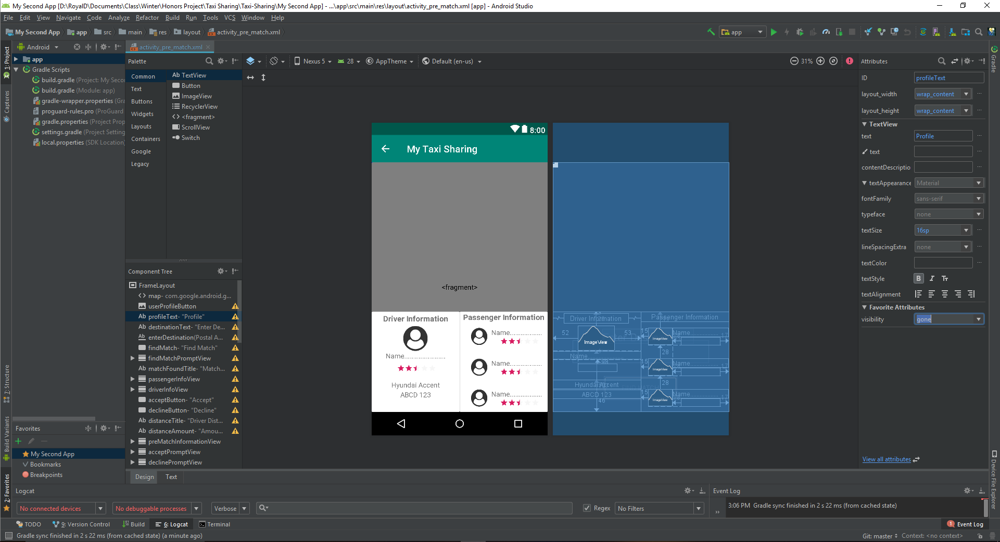 My Second App [D:\RoyalD\Documents\Class\Winter\Honors Project\Taxi Sharing\Taxi-Sharing\My Second App] - ...\app\src\main\res\layout\activity_pre_match.xml [app] - Android Studio
File Edit View Navigate Code Analyze Refactor Build Run Tools VCS Window Help
My Second App app src main res layout activity_pre_match.xml
app
1: Project
Captures
7: Structure
Build Variants
2: Favorites
Android
app
Gradle Scripts
build.gradle (Project: My Secon
build.gradle (Module: app)
gradle-wrapper.properties (Gra
proguard-rules.pro (ProGuard
gradle.properties (Project Prop
settings.gradle (Project Setting
local.properties (SDK Location)
Favorites
My Second App
Bookmarks
Breakpoints
activity_pre_match.xml
Palette
Common
Text
Buttons
Widgets
Layouts
Containers
Google
Legacy
Ab TextView
Button
ImageView
RecyclerView
<> <fragment>
ScrollView
Switch
Component Tree
FrameLayout
<> map- com.google.android.g...
userProfileButton
Ab profileText- "Profile"
Ab destinationText- "Enter De...
Ab enterDestination(Postal A...
findMatch- "Find Match"
findMatchPromptView
Ab matchFoundTitle- "Match...
passengerInfoView
driverInfoView
acceptButton- "Accept"
declineButton- "Decline"
Ab distanceTitle- "Driver Dist...
Ab distanceAmount- "Amou...
preMatchInformationView
acceptPromptView
declinePromptView
Design Text
Nexus 5 28 AppTheme Default (en-us) 31%
8:00
My Taxi Sharing
<fragment>
Driver Information
Name........................
Hyundai Accent
ABCD 123
Passenger Information
Name...................
Name...................
Name...................
Driver Information
52
53
ImageView
Name
98
Hyundai Accent
ABCD 123
46
Passenger Information
15
ImageView
Name
17
28
15
ImageView
Name
17
28
15
ImageView
Name
17
Attributes
ID profileText
layout_width wrap_content
layout_height wrap_content
TextView
text Profile
text
contentDescriptio
textAppearance Material
fontFamily sans-serif
typeface none
textSize 16sp
lineSpacingExtra none
textColor
textStyle B I Tt
textAlignment
Favorite Attributes
visibility gone
View all attributes
Gradle
Device File Explorer
Logcat
No connected devices No debuggable processes Verbose Regex No Filters
Event Log
3:06 PM Gradle sync finished in 2 s 22 ms (from cached state)
TODO 9: Version Control Build 6: Logcat Terminal 1 Event Log
Gradle sync finished in 2 s 22 ms (from cached state) (a minute ago) Git: master Context: <no context>